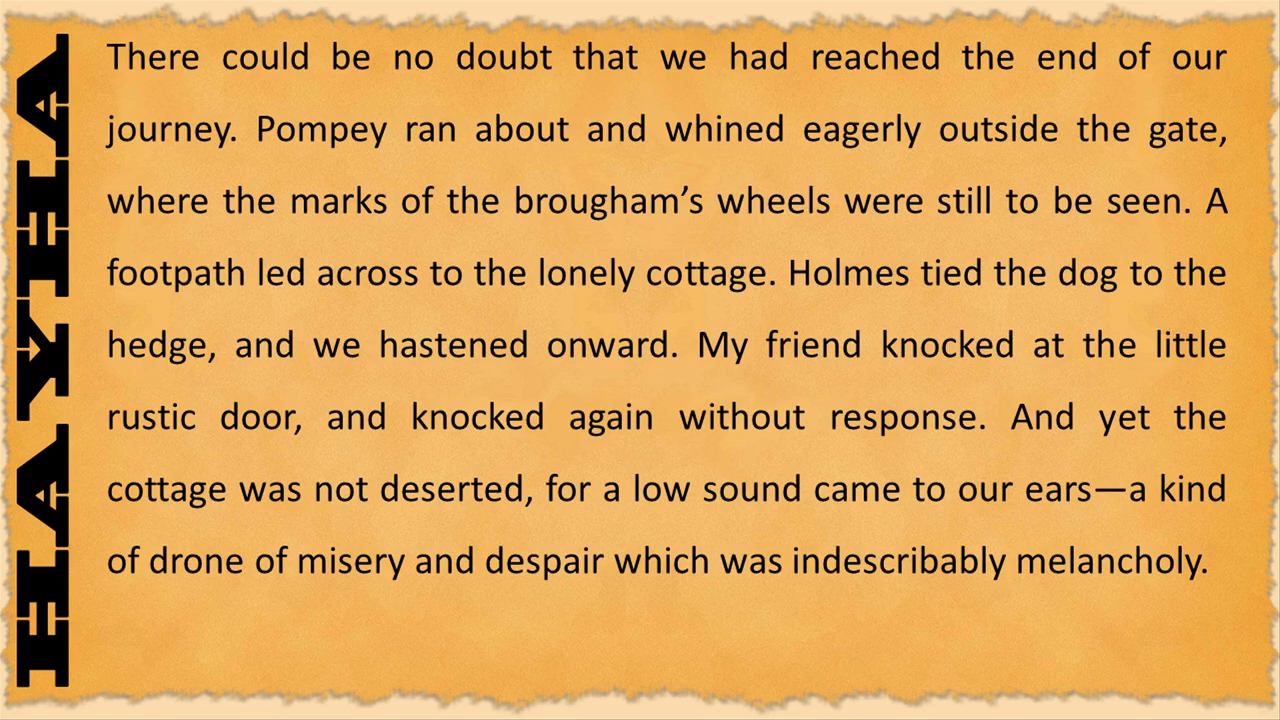 HAYHA
There could be no doubt that we had reached the end of our
journey. Pompey ran about and whined eagerly outside the gate,
where the marks of the brougham’s wheels were still to be seen. A
footpath led across to the lonely cottage. Holmes tied the dog to the
hedge, and we hastened onward. My friend knocked at the little
rustic door, and knocked again without response. And yet the
cottage was not deserted, for a low sound came to our ears—a kind
of drone of misery and despair which was indescribably melancholy.